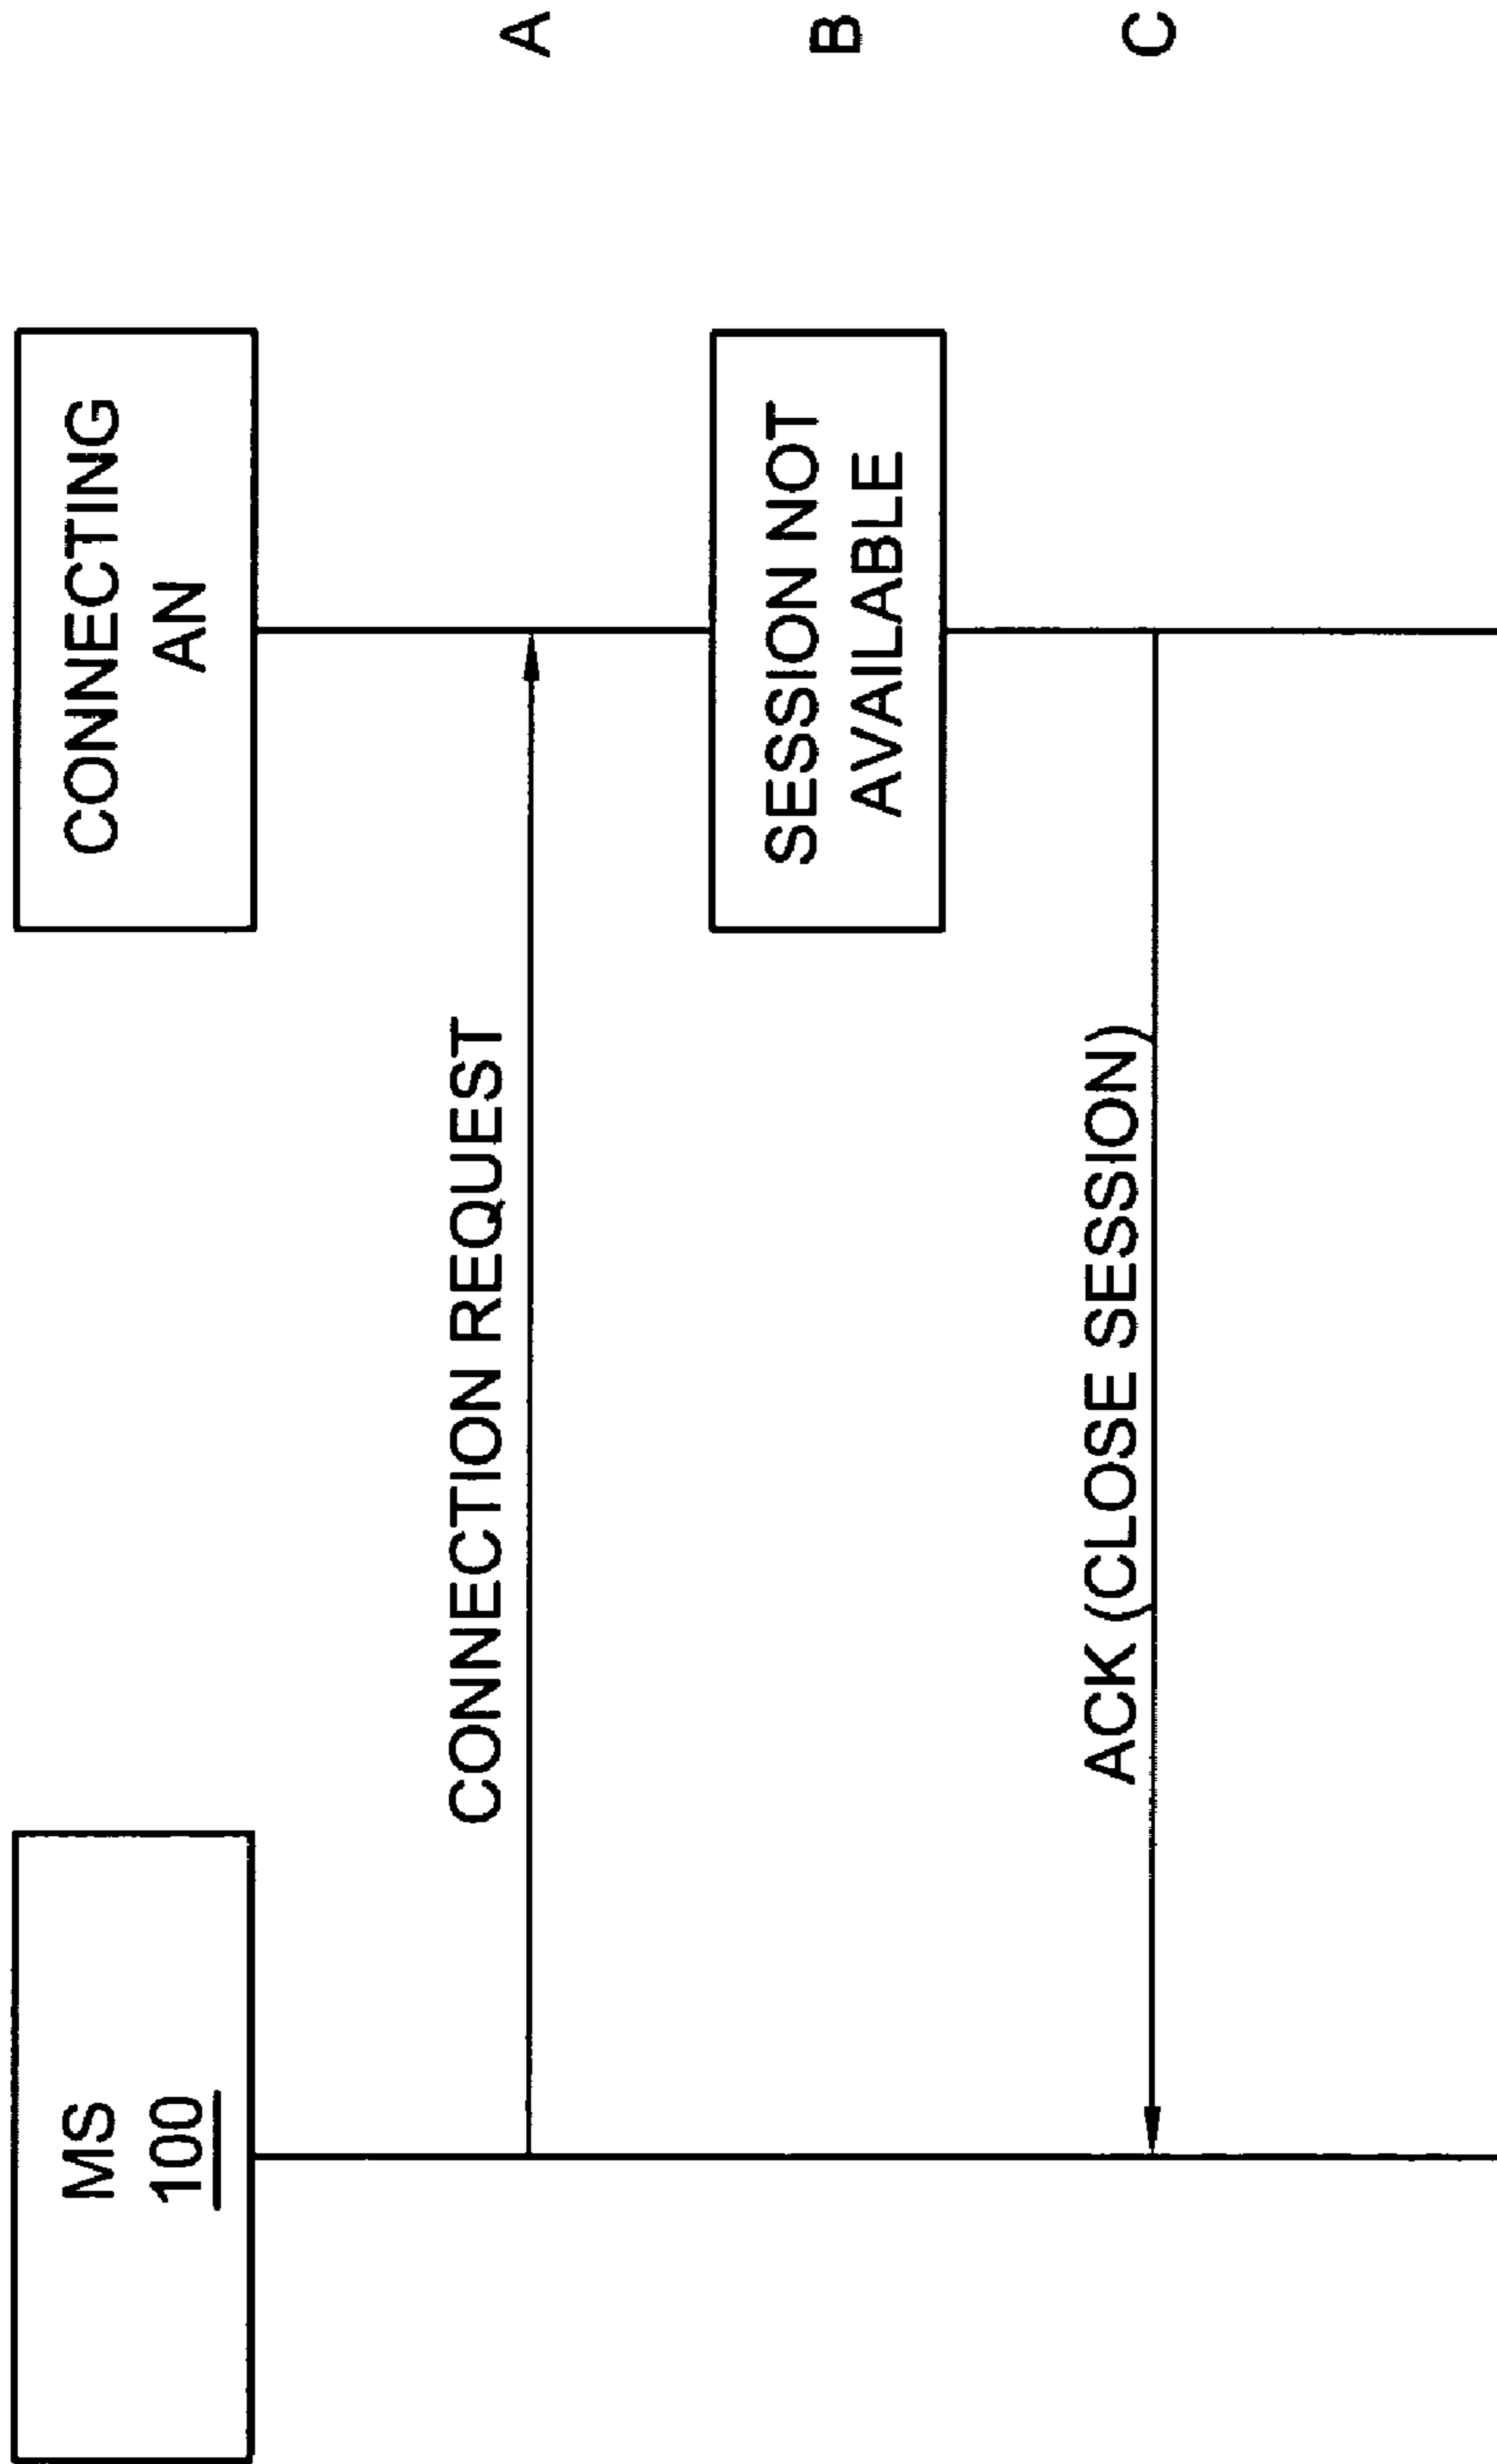 MS
100
CONNECTING
AN
CONNECTION REQUEST
A
SESSION NOT
AVAILABLE
B
ACK (CLOSE SESSION)
C